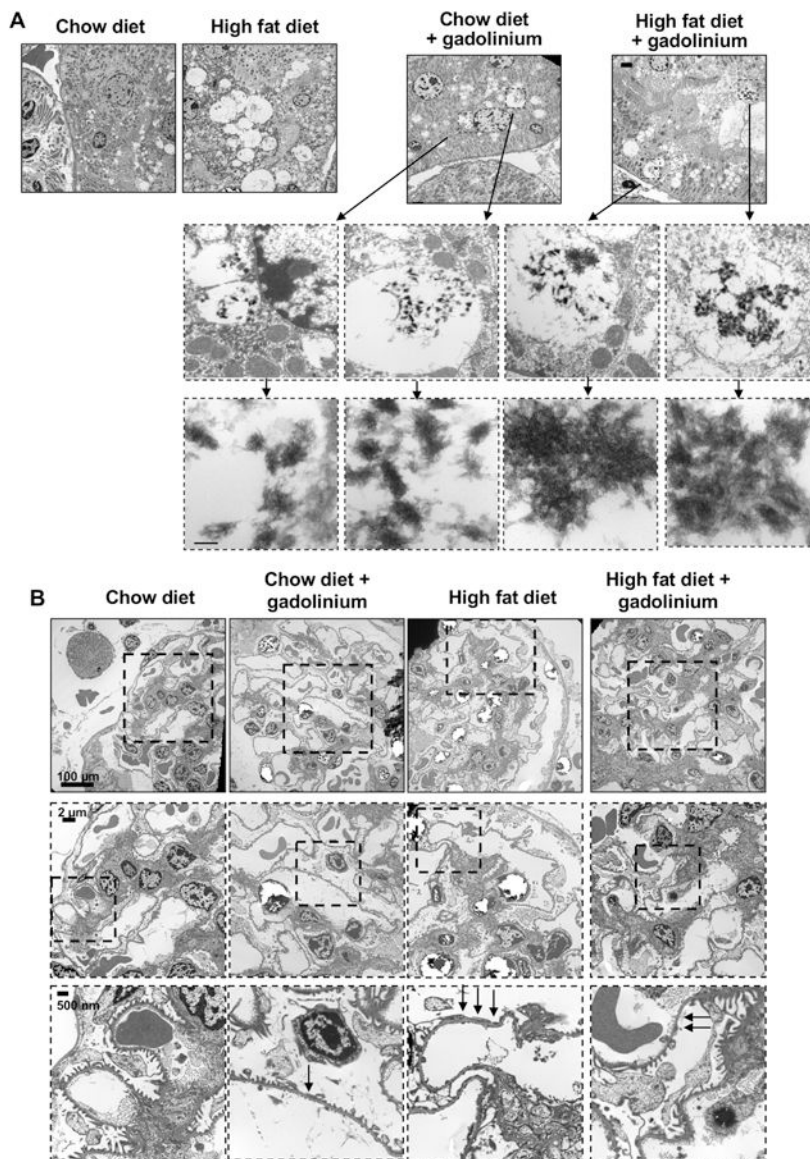 A
Chow diet
High fat diet
Chow diet
+ gadolinium
High fat diet
+ gadolinium
B
Chow diet
Chow diet +
gadolinium
High fat diet
High fat diet +
gadolinium
100 µm
2 µm
500 nm